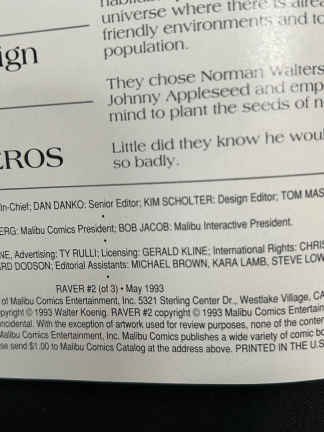 universe where there is
friendly environments and to
population.
ign
They chose Norman Walters
Johnny Appleseed and emp
mind to plant the seeds of n
EROS
Little did they know he wou
so badly.
In-Chief; DAN DANKO: Senior Editor; KIM SCHOLTER: Design Editor; TOM MAS
ERG: Malibu Comics President; BOB JACOB: Malibu Interactive President.
NE, Advertising: TY RULLI; Licensing: GERALD KLINE; International Rights: CHRIS
ARD DODSON; Editorial Assistants: MICHAEL BROWN, KARA LAMB, STEVE LOW
RAVER #2 (of 3) • May 1993
of Malibu Comics Entertainment, Inc. 5321 Sterling Center Dr., Westlake Village, CA
pyright © 1993 Walter Koenig. RAVER #2 copyright © 1993 Malibu Comics Entertain
ncidental. With the exception of artwork used for review purposes, none of the conten
Malibu Comics Entertainment, Inc. Malibu Comics publishes a wide variety of comic bo
se send $1.00 to Malibu Comics Catalog at the address above. PRINTED IN THE U.S